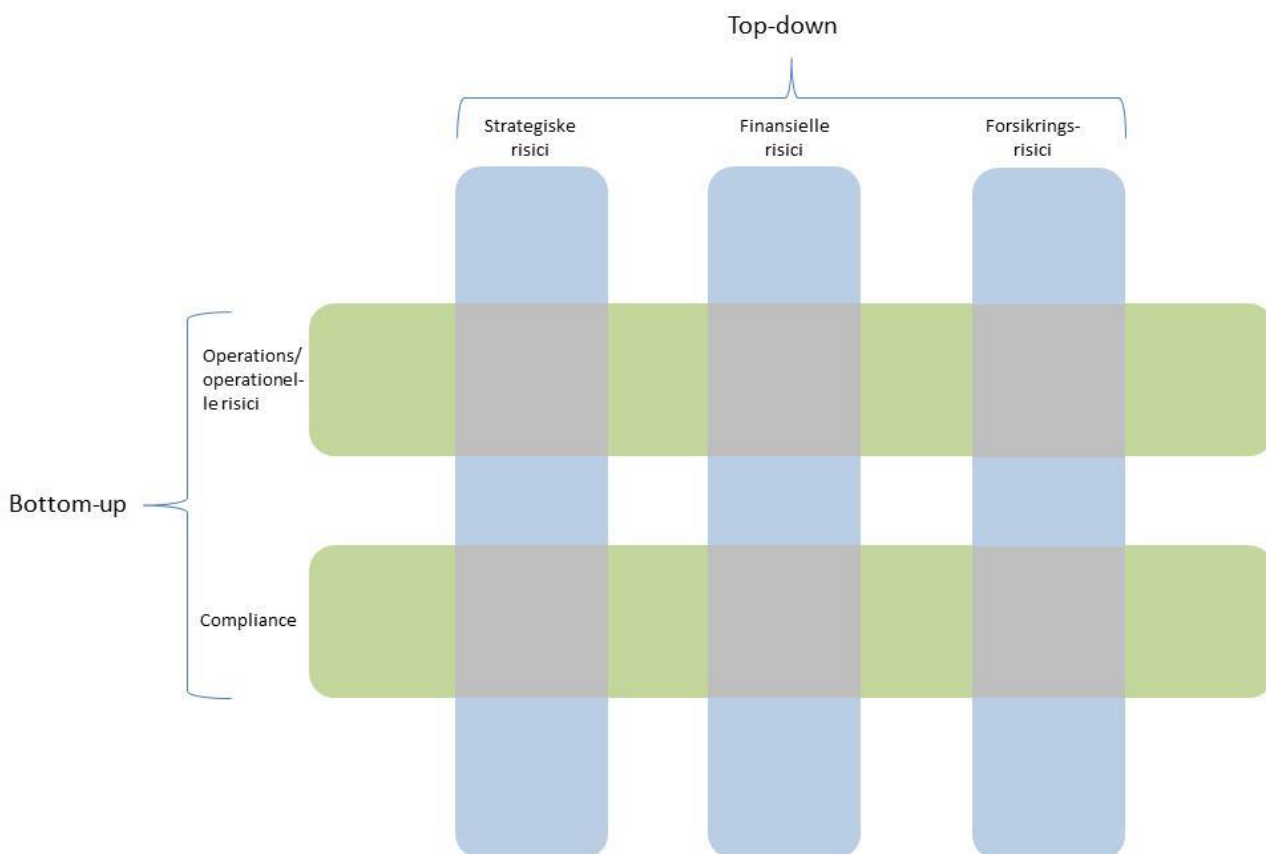 Top-down
Strategiske
risici
Finansielle
risici
Forsikrings-
risici
Operations/
operationel-
le risici
Bottom-up
Compliance